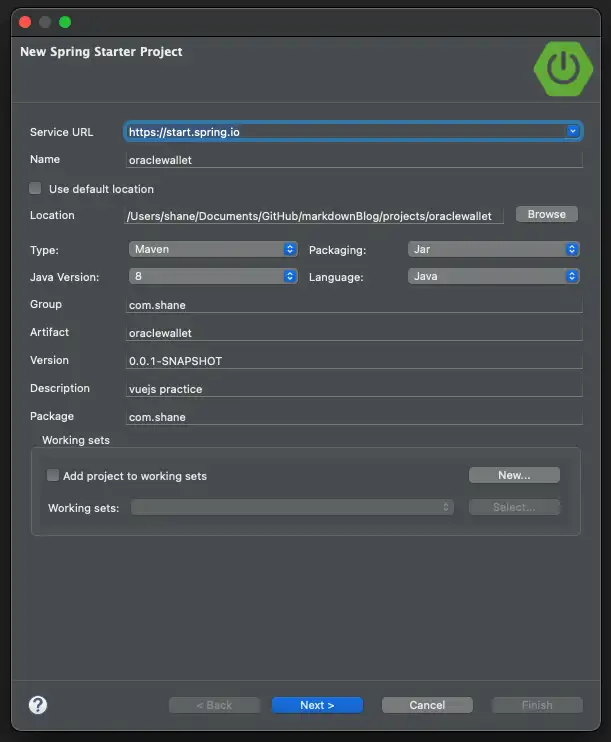 New Spring Starter Project
Service URL https://start.spring.io
Name oraclewallet
Use default location
Location /Users/shane/Documents/GitHub/markdownBlog/projects/oraclewallet Browse
Type: Maven Packaging: Jar
Java Version: 8 Language: Java
Group com.shane
Artifact oraclewallet
Version 0.0.1-SNAPSHOT
Description vuejs practice
Package com.shane
Working sets
Add project to working sets New...
Working sets: Select...
? < Back Next > Cancel Finish